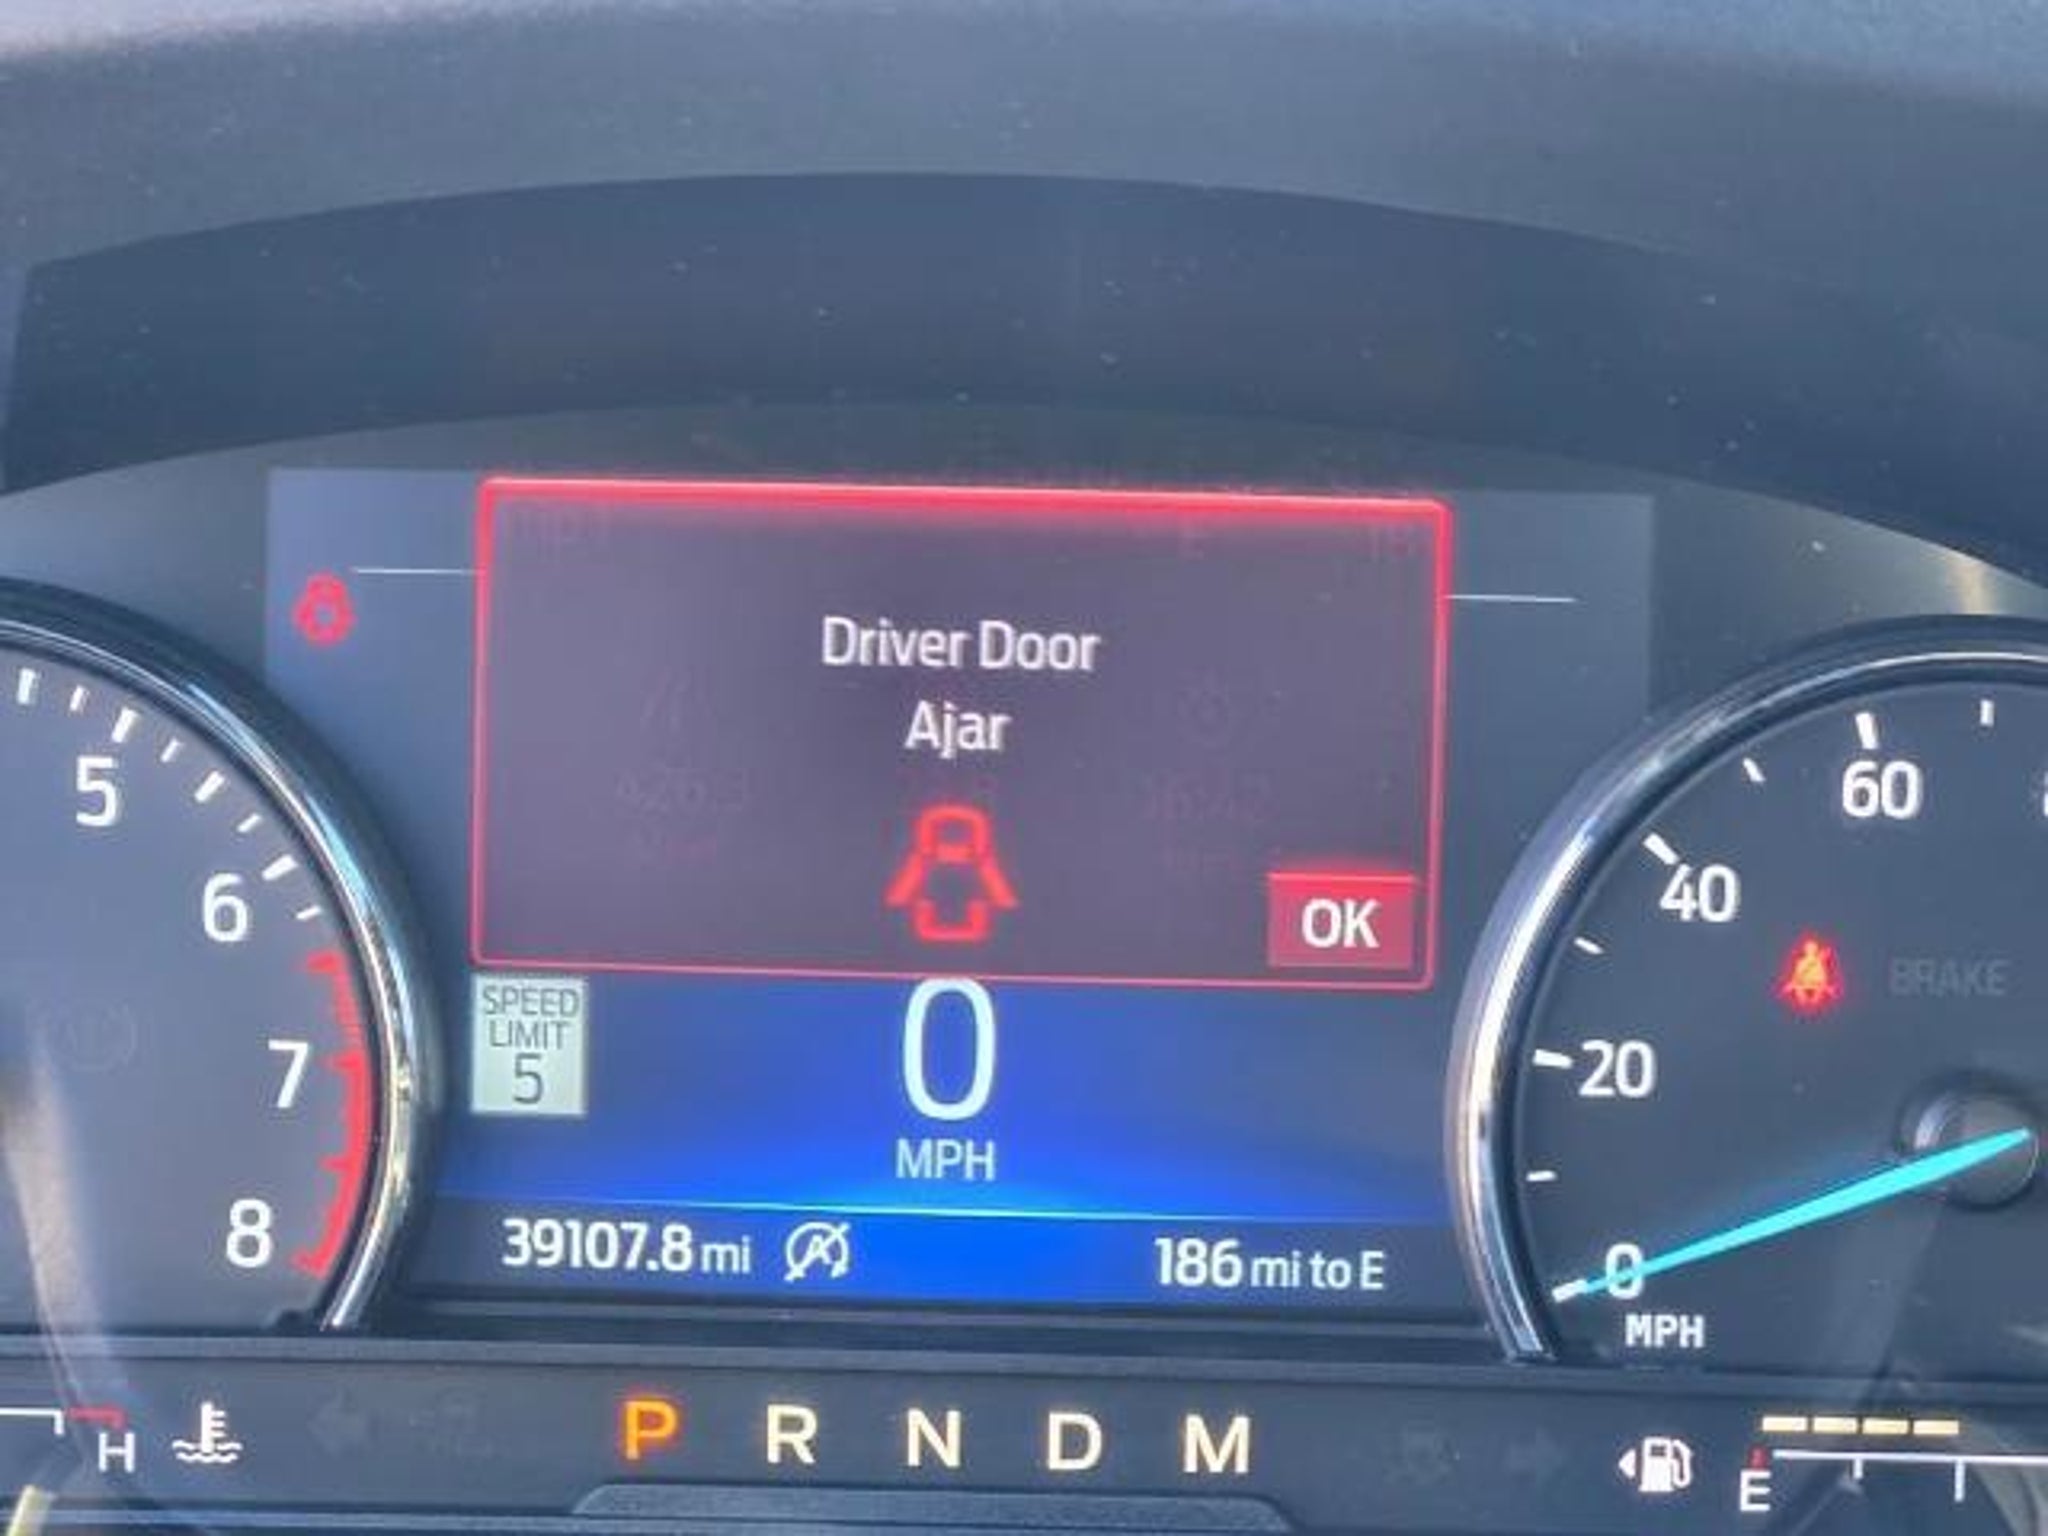 Driver Door
Ajar
OK
SPEED
LIMIT
5
0
MPH
39107.8 mi
186 mi to E
5
6
7
8
60
40
BRAKE
20
0
MPH
H
P R N D M
E